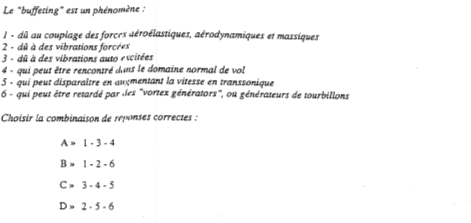 Le "buffeting" est un phénomène :
1 - dû au couplage des forces aéroélastiques, aérodynamiques et massiques
2 - dû à des vibrations forcées
3 - dû à des vibrations auto excitées
4 - qui peut être rencontré dans le domaine normal de vol
5 - qui peut disparaître en augmentant la vitesse en transsonique
6 - qui peut être retardé par des "vortex générators", ou générateurs de tourbillons
Choisir la combinaison de réponses correctes :
A » 1 - 3 - 4
B » 1 - 2 - 6
C » 3 - 4 - 5
D » 2 - 5 - 6